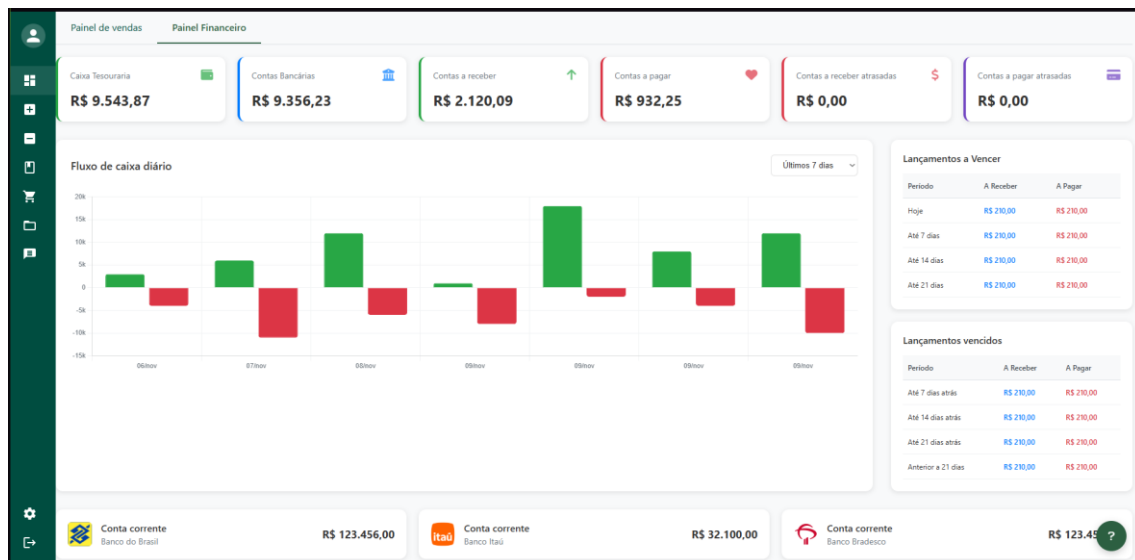 Painel de vendas Painel Financeiro
Caixa Tesouraria
R$ 9.543,87
Contas Bancárias
R$ 9.356,23
Contas a receber
R$ 2.120,09
Contas a pagar
R$ 932,25
Contas a receber atrasadas
$
R$ 0,00
Contas a pagar atrasadas
R$ 0,00
Fluxo de caixa diário
Últimos 7 dias
20k
15k
10k
5k
0
-5k
-10k
-15k
06/nov 07/nov 08/nov 09/nov 09/nov 09/nov 09/nov
Lançamentos a Vencer
Período A Receber A Pagar
Hoje R$ 210,00 R$ 210,00
Até 7 dias R$ 210,00 R$ 210,00
Até 14 dias R$ 210,00 R$ 210,00
Até 21 dias R$ 210,00 R$ 210,00
Lançamentos vencidos
Período A Receber A Pagar
Até 7 dias atrás R$ 210,00 R$ 210,00
Até 14 dias atrás R$ 210,00 R$ 210,00
Até 21 dias atrás R$ 210,00 R$ 210,00
Anterior a 21 dias R$ 210,00 R$ 210,00
Conta corrente
Banco do Brasil
R$ 123.456,00
itaú
Conta corrente
Banco Itaú
R$ 32.100,00
Conta corrente
Banco Bradesco
R$ 123.45
?